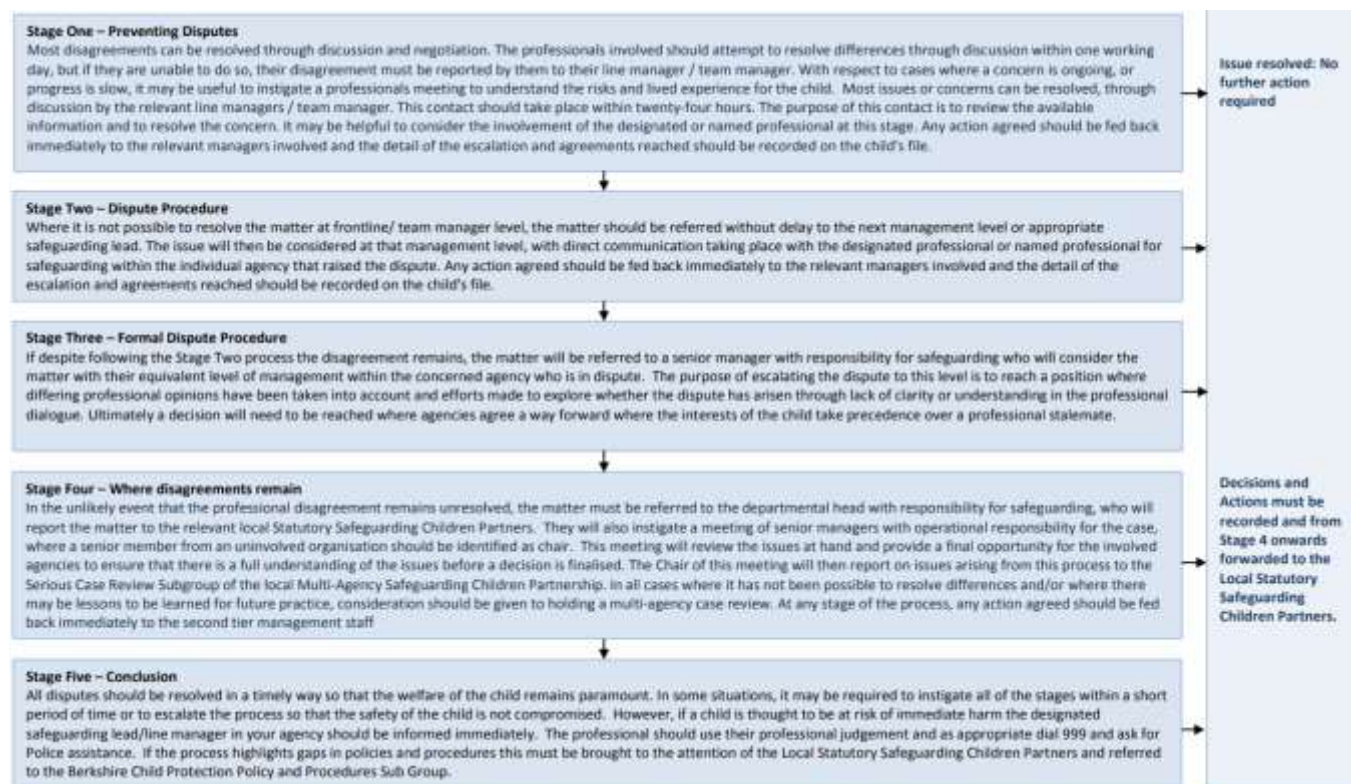 Stage One – Preventing Disputes
Most disagreements can be resolved through discussion and negotiation. The professionals involved should attempt to resolve differences through discussion within one working
day, but if they are unable to do so, their disagreement must be reported by them to their line manager / team manager. With respect to cases where a concern is ongoing, or
progress is slow, it may be useful to instigate a professionals meeting to understand the risks and lived experience for the child. Most issues or concerns can be resolved, through
discussion by the relevant line managers / team manager. This contact should take place within twenty-four hours. The purpose of this contact is to review the available
information and to resolve the concern. It may be helpful to consider the involvement of the designated or named professional at this stage. Any action agreed should be fed back
immediately to the relevant managers involved and the detail of the escalation and agreements reached should be recorded on the child's file.
Issue resolved: No
further action
required
Stage Two – Dispute Procedure
Where it is not possible to resolve the matter at frontline/ team manager level, the matter should be referred without delay to the next management level or appropriate
safeguarding lead. The issue will then be considered at that management level, with direct communication taking place with the designated professional or named professional for
safeguarding within the individual agency that raised the dispute. Any action agreed should be fed back immediately to the relevant managers involved and the detail of the
escalation and agreements reached should be recorded on the child's file.
Stage Three – Formal Dispute Procedure
If despite following the Stage Two process the disagreement remains, the matter will be referred to a senior manager with responsibility for safeguarding who will consider the
matter with their equivalent level of management within the concerned agency who is in dispute. The purpose of escalating the dispute to this level is to reach a position where
differing professional opinions have been taken into account and efforts made to explore whether the dispute has arisen through lack of clarity or understanding in the professional
dialogue. Ultimately a decision will need to be reached where agencies agree a way forward where the interests of the child take precedence over a professional stalemate.
Stage Four – Where disagreements remain
In the unlikely event that the professional disagreement remains unresolved, the matter must be referred to the departmental head with responsibility for safeguarding, who will
report the matter to the relevant local Statutory Safeguarding Children Partners. They will also instigate a meeting of senior managers with operational responsibility for the case,
where a senior member from an uninvolved organisation should be identified as chair. This meeting will review the issues at hand and provide a final opportunity for the involved
agencies to ensure that there is a full understanding of the issues before a decision is finalised. The Chair of this meeting will then report on issues arising from this process to the
Serious Case Review Subgroup of the local Multi-Agency Safeguarding Children Partnership. In all cases where it has not been possible to resolve differences and/or where there
may be lessons to be learned for future practice, consideration should be given to holding a multi-agency case review. At any stage of the process, any action agreed should be fed
back immediately to the second tier management staff
Decisions and
Actions must be
recorded and from
Stage 4 onwards
forwarded to the
Local Statutory
Safeguarding
Children Partners.
Stage Five – Conclusion
All disputes should be resolved in a timely way so that the welfare of the child remains paramount. In some situations, it may be required to instigate all of the stages within a short
period of time or to escalate the process so that the safety of the child is not compromised. However, if a child is thought to be at risk of immediate harm the designated
safeguarding lead/line manager in your agency should be informed immediately. The professional should use their professional judgement and as appropriate dial 999 and ask for
Police assistance. If the process highlights gaps in policies and procedures this must be brought to the attention of the Local Statutory Safeguarding Children Partners and referred
to the Berkshire Child Protection Policy and Procedures Sub Group.